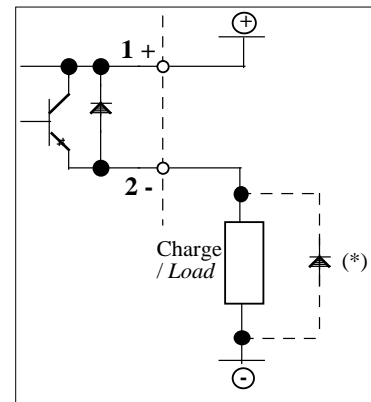 +
1 +
2 -
Charge
/ Load
(*)
-